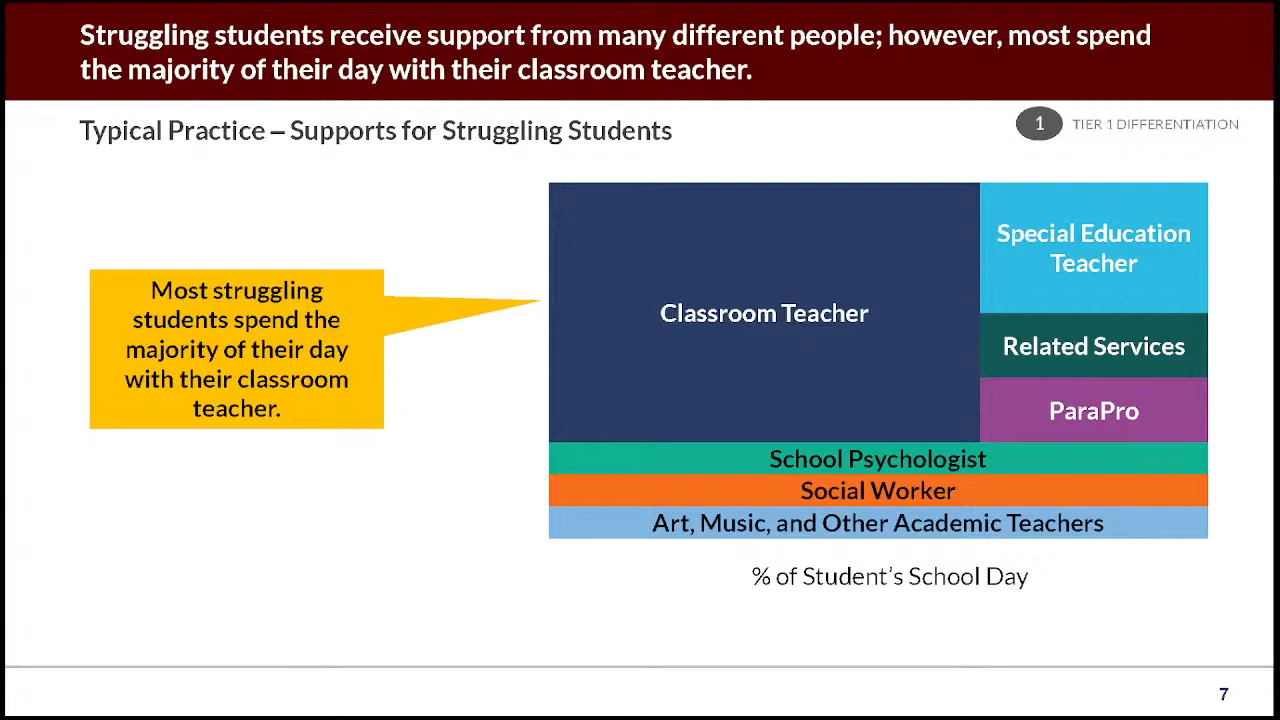 Struggling students receive support from many different people; however, most spend
the majority of their day with their classroom teacher.
Typical Practice – Supports for Struggling Students
1
TIER 1 DIFFERENTIATION
Most struggling
students spend the
majority of their day
with their classroom
teacher.
Classroom Teacher
Special Education
Teacher
Related Services
ParaPro
School Psychologist
Social Worker
Art, Music, and Other Academic Teachers
% of Student’s School Day
7